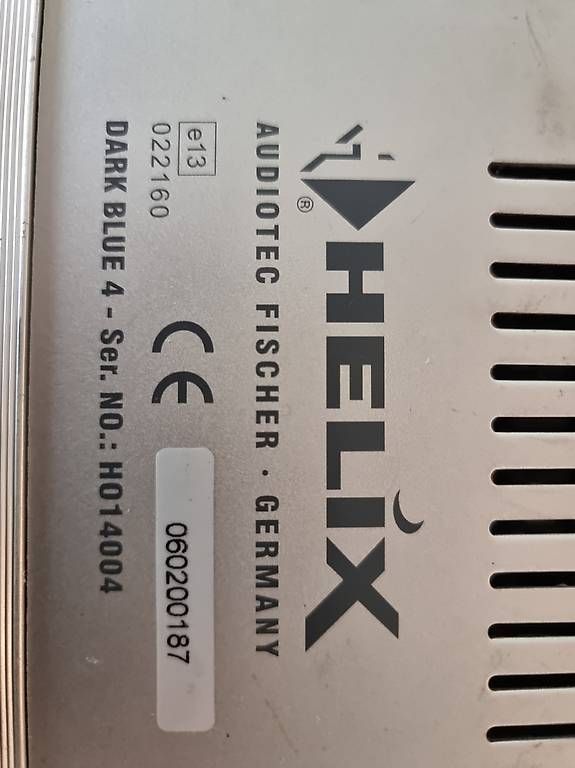 HELIX
®
AUDIOTEC FISCHER · GERMANY
e13
022160
CE
060200187
DARK BLUE 4 - Ser. NO.: H014004